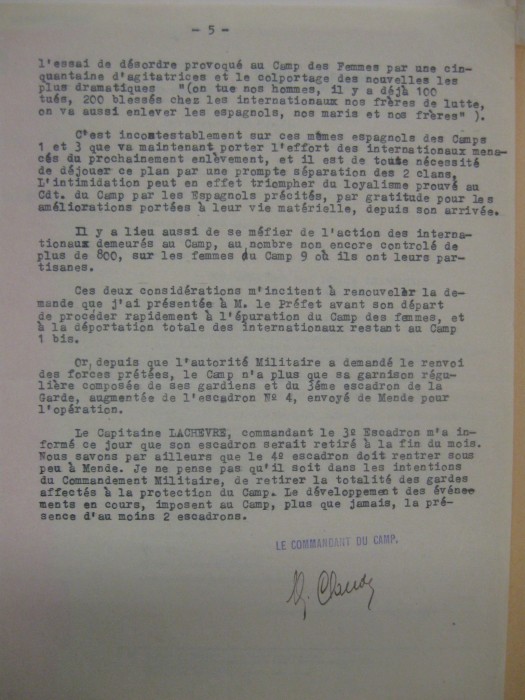 - 5 -
l'essai de désordre provoqué au Camp des Femmes par une cin-
quantaine d'agitatrices et le colportage des nouvelles les
plus dramatiques "(on tue nos hommes, il y a déjà 100
tués, 200 blessés chez les internationaux nos frères de lutte,
on va aussi enlever les espagnols, nos maris et nos frères" ).
C'est incontestablement sur ces mêmes espagnols des Camps
1 et 3 que va maintenant porter l'effort des internationaux mena-
cés du prochainement enlèvement, et il est de toute nécessité
de déjouer ce plan par une prompte séparation des 2 clans.
L'intimidation peut en effet triompher du loyalisme prouvé au
Cdt. du Camp par les Espagnols précités, par gratitude pour les
améliorations portées à leur vie matérielle, depuis son arrivée.
Il y a lieu aussi de se méfier de l'action des interna-
tionaux demeurés au Camp, au nombre non encore controlé de
plus de 800, sur les femmes du Camp 9 où ils ont leurs par-
tisanes.
Ces deux considérations m'incitent à renouveler la de-
mande que j'ai présentée à M. le Préfet avant son départ
de procéder rapidement à l'épuration du Camp des femmes, et
à la déportation totale des internationaux restant au Camp
1 bis.
Or, depuis que l'autorité Militaire a demandé le renvoi
des forces prêtées, le Camp n'a plus que sa garnison régu-
lière composée de ses gardiens et du 3éme escadron de la
Garde, augmentée de l'escadron Nº 4, envoyé de Mende pour
l'opération.
Le Capitaine LACHEVRE, commandant le 3º Escadron m'a in-
formé ce jour que son escadron serait retiré à la fin du mois.
Nous savons par ailleurs que le 4º escadron doit rentrer sous
peu à Mende. Je ne pense pas qu'il soit dans les intentions
du Commandement Militaire, de retirer la totalité des gardes
affectés à la protection du Camp. Le développement des événe-
ments en cours, imposent au Camp, plus que jamais, la pré-
sence d'au moins 2 escadrons.
LE COMMANDANT DU CAMP.